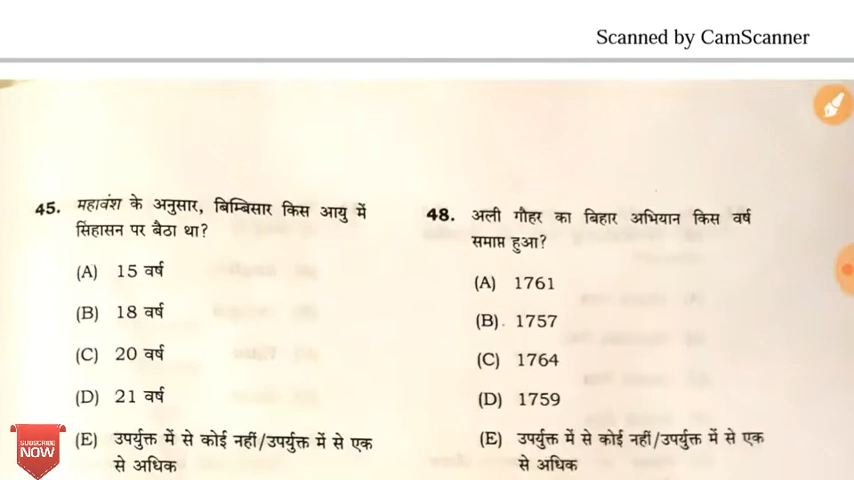 Scanned by CamScanner
45. महावंश के अनुसार, बिम्बिसार किस आयु में
सिंहासन पर बैठा था?
(A) 15 वर्ष
(B) 18 वर्ष
(C) 20 वर्ष
(D) 21 वर्ष
(E) उपर्युक्त में से कोई नहीं/उपर्युक्त में से एक
से अधिक
48. अली गौहर का बिहार अभियान किस वर्ष
समाप्त हुआ?
(A) 1761
(B) 1757
(C) 1764
(D) 1759
(E) उपर्युक्त में से कोई नहीं/उपर्युक्त में से एक
से अधिक
SUBSCRIBE
NOW